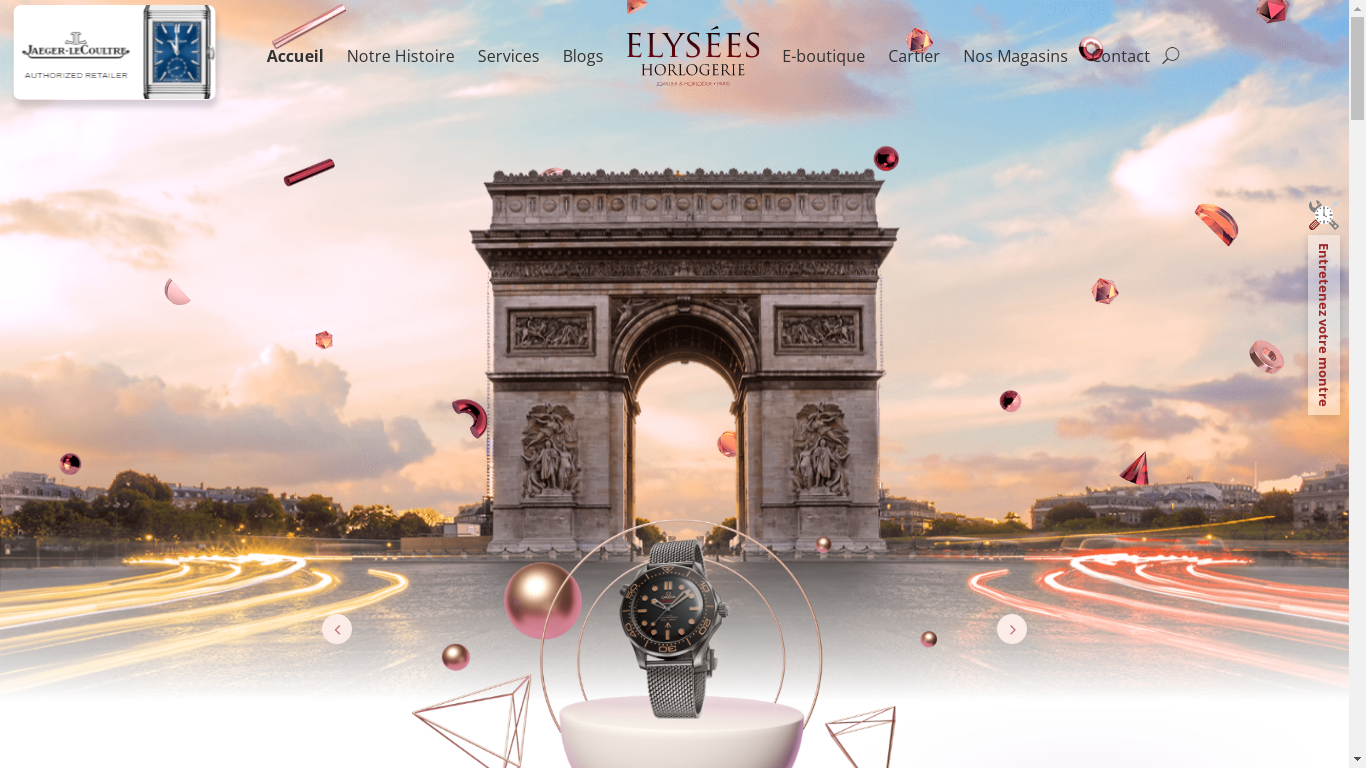 JAEGER-LECOULTRE
AUTHORIZED RETAILER
Accueil
Notre Histoire
Services
Blogs
ELYSÉES
HORLOGERIE
E-boutique
Cartier
Nos Magasins
Contact
Entretenez votre montre